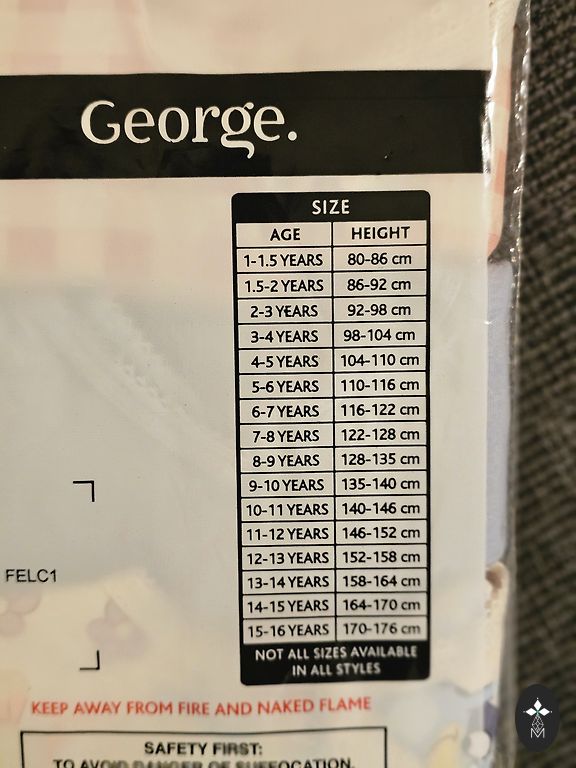 George.
SIZE
AGE HEIGHT
1-1.5 YEARS 80-86 cm
1.5-2 YEARS 86-92 cm
2-3 YEARS 92-98 cm
3-4 YEARS 98-104 cm
4-5 YEARS 104-110 cm
5-6 YEARS 110-116 cm
6-7 YEARS 116-122 cm
7-8 YEARS 122-128 cm
8-9 YEARS 128-135 cm
9-10 YEARS 135-140 cm
10-11 YEARS 140-146 cm
11-12 YEARS 146-152 cm
12-13 YEARS 152-158 cm
13-14 YEARS 158-164 cm
14-15 YEARS 164-170 cm
15-16 YEARS 170-176 cm
NOT ALL SIZES AVAILABLE
IN ALL STYLES
FELC1
KEEP AWAY FROM FIRE AND NAKED FLAME
SAFETY FIRST:
TO AVOID DANGER OF SUFFOCATION,